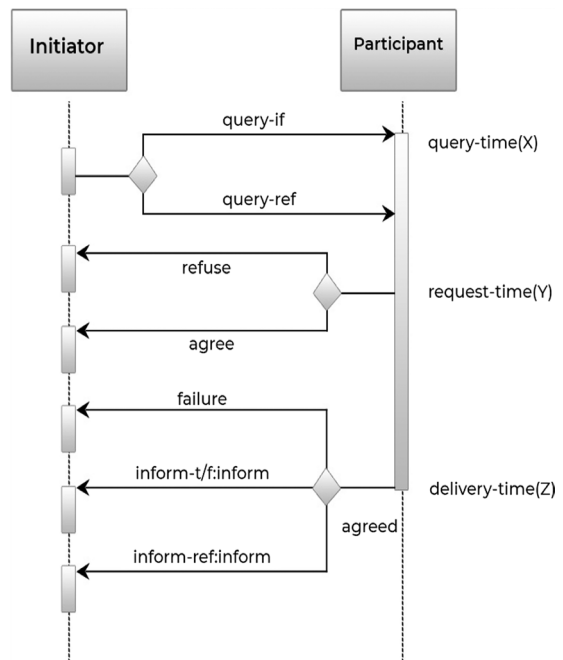 Initiator
Participant
query-if
query-time(X)
query-ref
refuse
request-time(Y)
agree
failure
inform-t/f:inform
delivery-time(Z)
agreed
inform-ref:inform